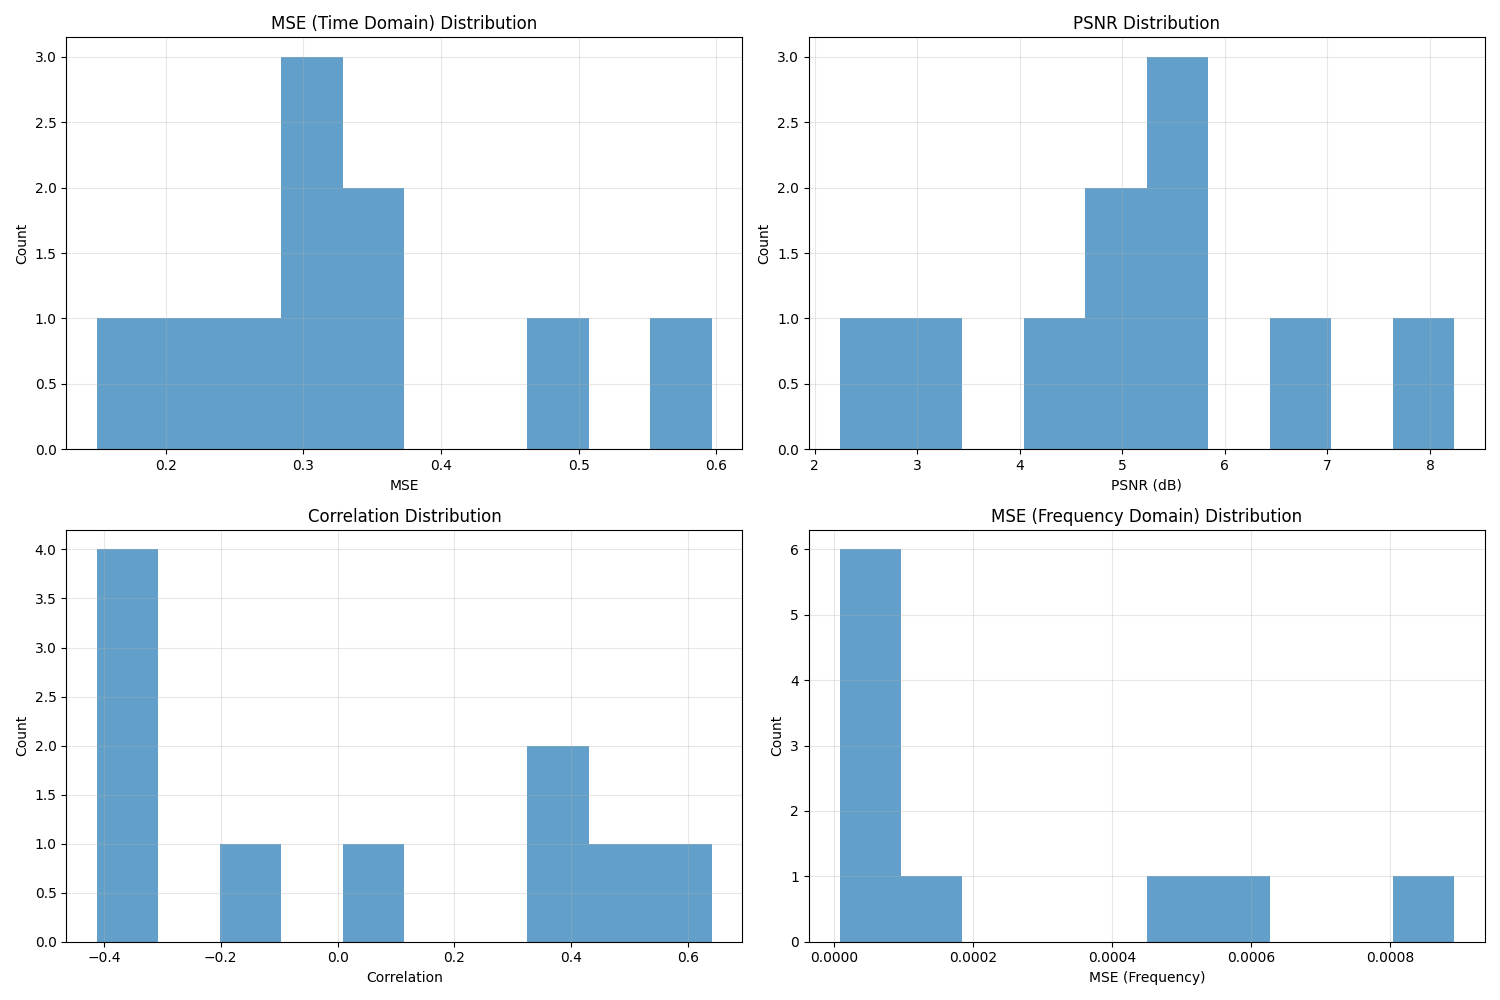 MSE (Time Domain) Distribution
3.0
2.5
2.0
1.5
1.0
0.5
0.0
Count
0.2 0.3 0.4 0.5 0.6
MSE
PSNR Distribution
3.0
2.5
2.0
1.5
1.0
0.5
0.0
Count
2 3 4 5 6 7 8
PSNR (dB)
Correlation Distribution
4.0
3.5
3.0
2.5
2.0
1.5
1.0
0.5
0.0
Count
−0.4 −0.2 0.0 0.2 0.4 0.6
Correlation
MSE (Frequency Domain) Distribution
6
5
4
3
2
1
0
Count
0.0000 0.0002 0.0004 0.0006 0.0008
MSE (Frequency)